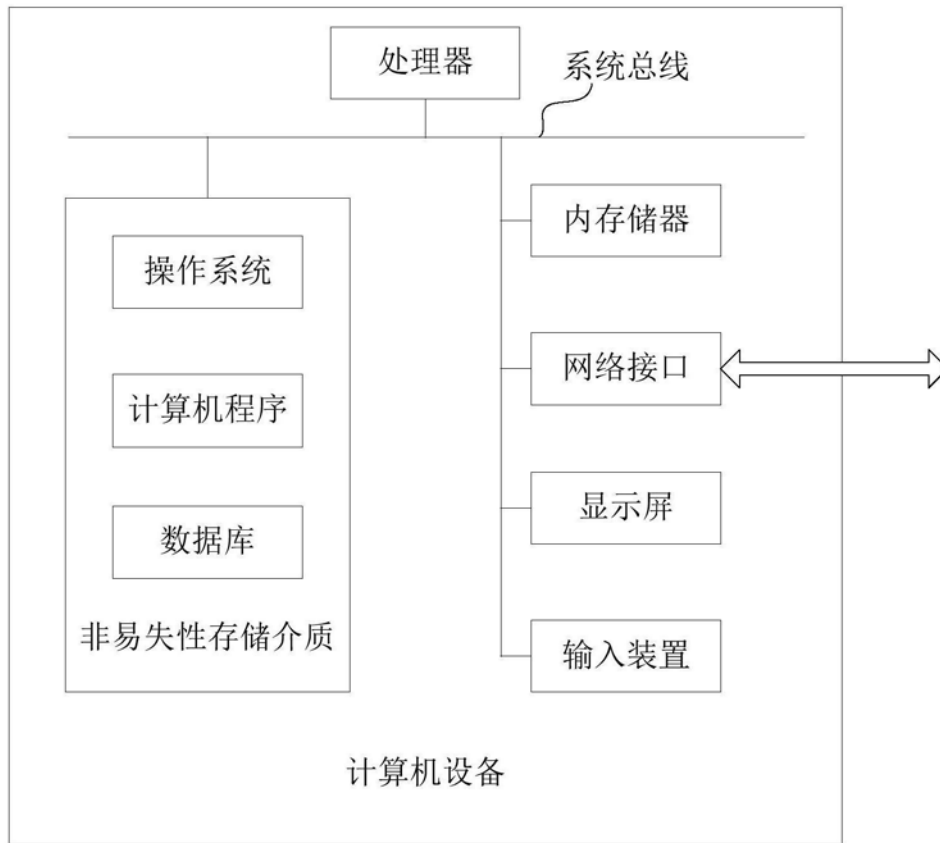 处理器
系统总线
内存储器
操作系统
网络接口
计算机程序
显示屏
数据库
非易失性存储介质
输入装置
计算机设备